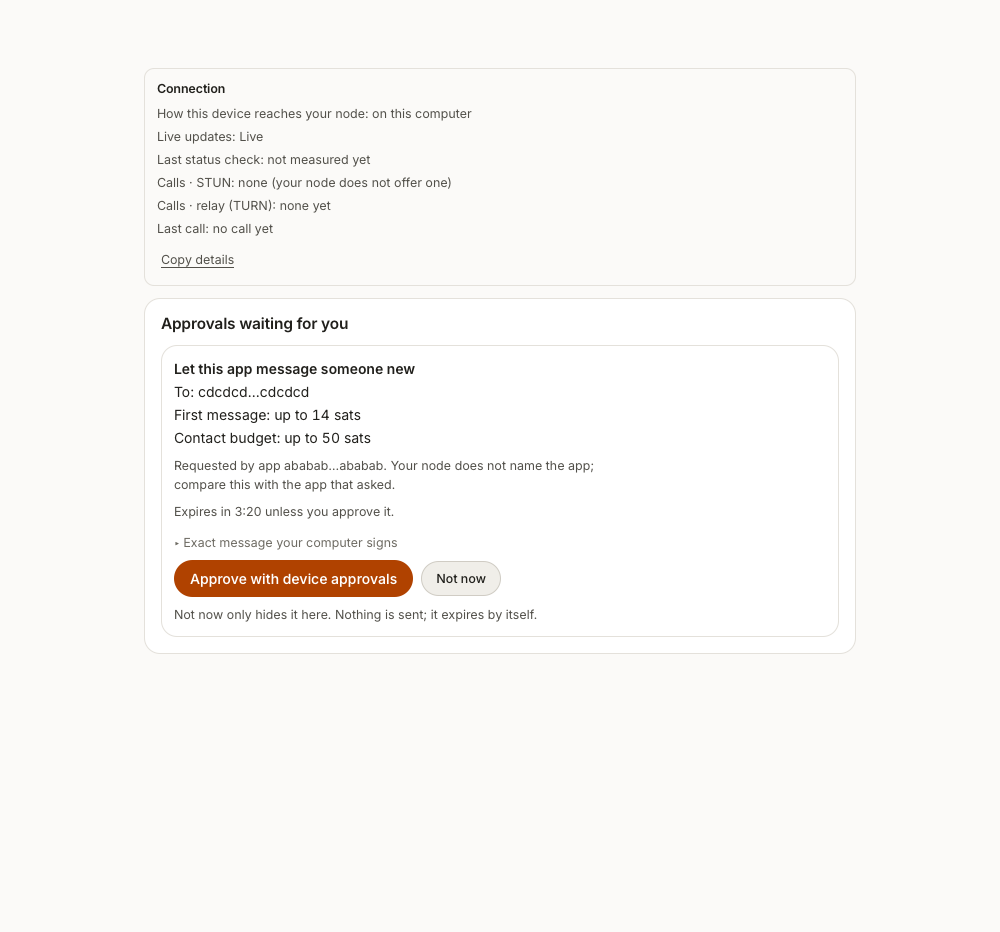 Connection
How this device reaches your node: on this computer
Live updates: Live
Last status check: not measured yet
Calls · STUN: none (your node does not offer one)
Calls · relay (TURN): none yet
Last call: no call yet
Copy details
Approvals waiting for you
Let this app message someone new
To: cdcdcd…cdcdcd
First message: up to 14 sats
Contact budget: up to 50 sats
Requested by app ababab…ababab. Your node does not name the app;
compare this with the app that asked.
Expires in 3:20 unless you approve it.
▸ Exact message your computer signs
Approve with device approvals
Not now
Not now only hides it here. Nothing is sent; it expires by itself.